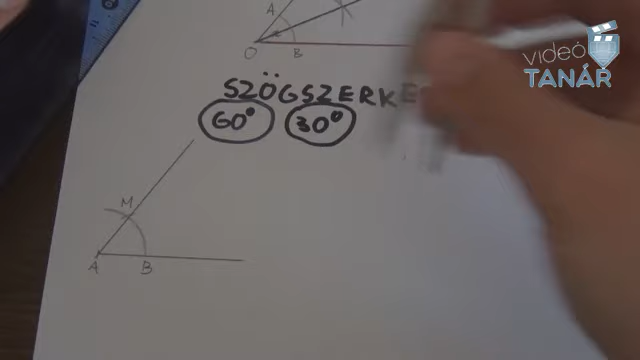 A
O B
videó
TANÁR
SZÖGSZERKE
60° 30°
M
A B